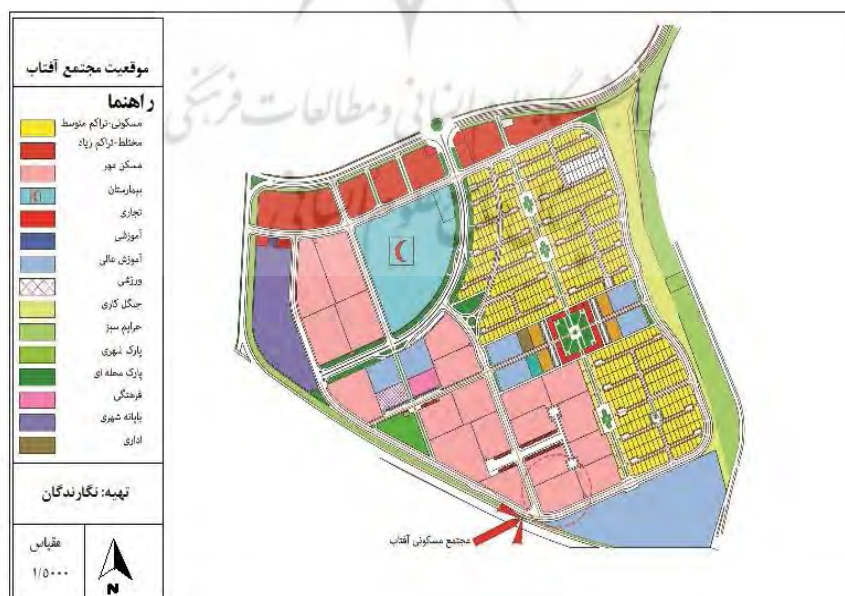 موقعیت مجتمع آفتاب
راهنما
مسکونی-تراکم متوسط
مختلط-تراکم زیاد
مسکن مهر
بیمارستان
تجاری
آموزشی
آموزش عالی
ورزشی
جنگل کاری
حرایم سبز
پارک شهری
پارک محله ای
فرهنگی
پایانه شهری
اداری
تهیه: نگارندگان
مقیاس
۱/۵۰۰۰
N
مجتمع مسکونی آفتاب